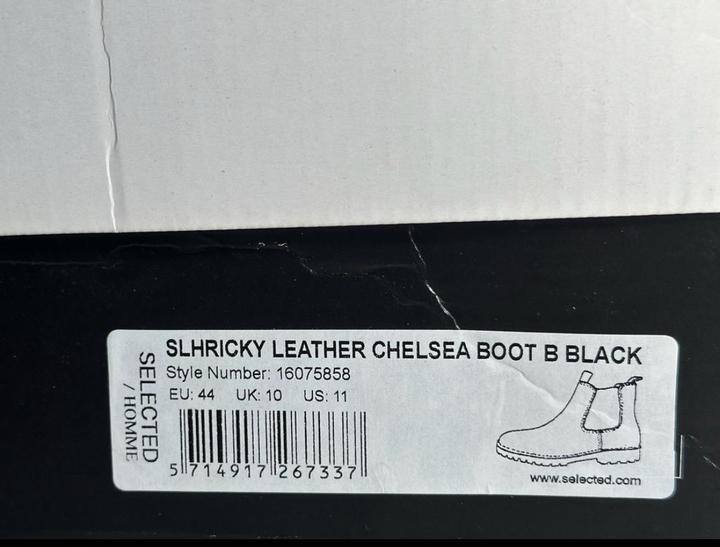 SELECTED
/ HOMME
SLHRICKY LEATHER CHELSEA BOOT B BLACK
Style Number: 16075858
EU: 44 UK: 10 US: 11
5 714917 267337
www.selected.com